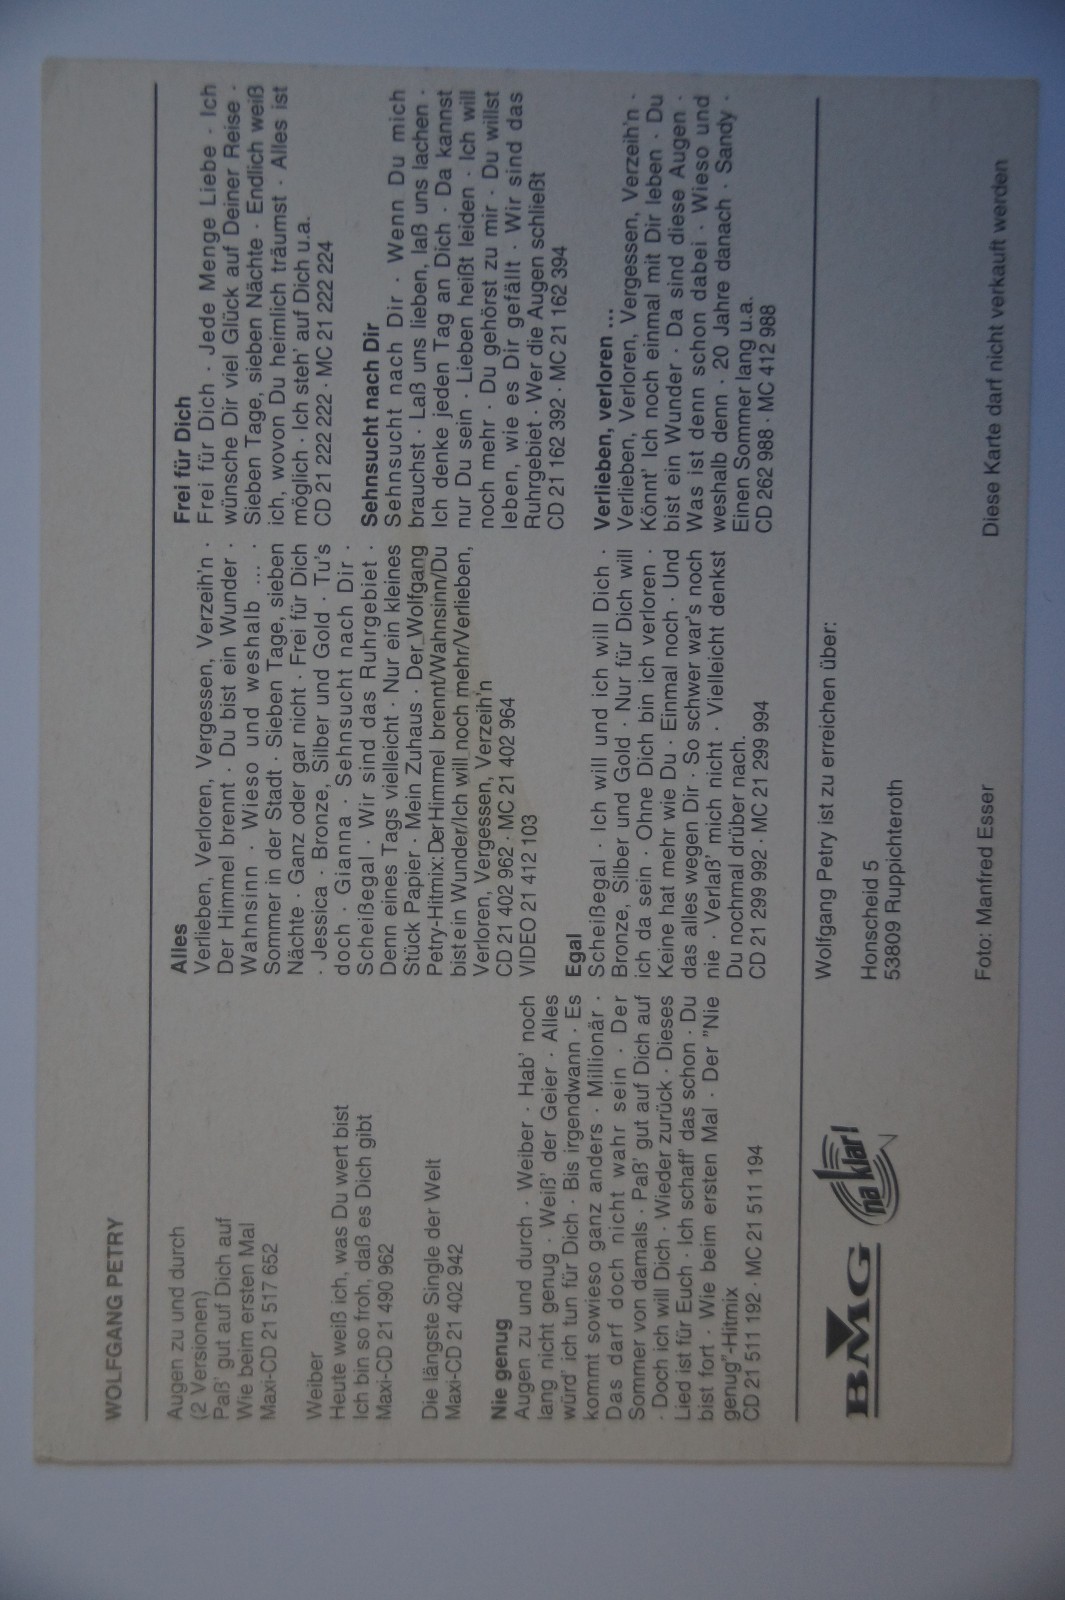 WOLFGANG PETRY
Augen zu und durch
(2 Versionen)
Paß' gut auf Dich auf
Wie beim ersten Mal
Maxi-CD 21 517 652
Weiber
Heute weiß ich, was Du wert bist
Ich bin so froh, daß es Dich gibt
Maxi-CD 21 490 962
Die längste Single der Welt
Maxi-CD 21 402 942
Nie genug
Augen zu und durch · Weiber · Hab' noch
lang nicht genug · Weiß' der Geier · Alles
würd' ich tun für Dich · Bis irgendwann · Es
kommt sowieso ganz anders · Millionär ·
Das darf doch nicht wahr sein · Der
Sommer von damals · Paß' gut auf Dich auf
· Doch ich will Dich · Wieder zurück · Dieses
Lied ist für Euch · Ich schaff' das schon · Du
bist fort · Wie beim ersten Mal · Der "Nie
genug"-Hitmix
CD 21 511 192 · MC 21 511 194
Alles
Verlieben, Verloren, Vergessen, Verzeih'n ·
Der Himmel brennt · Du bist ein Wunder ·
Wahnsinn · Wieso und weshalb ... ·
Sommer in der Stadt · Sieben Tage, sieben
Nächte · Ganz oder gar nicht · Frei für Dich
· Jessica · Bronze, Silber und Gold · Tu's
doch · Gianna · Sehnsucht nach Dir ·
Scheißegal · Wir sind das Ruhrgebiet ·
Denn eines Tags vielleicht · Nur ein kleines
Stück Papier · Mein Zuhaus · Der Wolfgang
Petry-Hitmix: Der Himmel brennt/Wahnsinn/Du
bist ein Wunder/Ich will noch mehr/Verlieben,
Verloren, Vergessen, Verzeih'n
CD 21 402 962 · MC 21 402 964
VIDEO 21 412 103
Egal
Scheißegal · Ich will und ich will Dich ·
Bronze, Silber und Gold · Nur für Dich will
ich da sein · Ohne Dich bin ich verloren ·
Keine hat mehr wie Du · Einmal noch · Und
das alles wegen Dir · So schwer war's noch
nie · Verlaß' mich nicht · Vielleicht denkst
Du nochmal drüber nach.
CD 21 299 992 · MC 21 299 994
Frei für Dich
Frei für Dich · Jede Menge Liebe · Ich
wünsche Dir viel Glück auf Deiner Reise ·
Sieben Tage, sieben Nächte · Endlich weiß
ich, wovon Du heimlich träumst · Alles ist
möglich · Ich steh' auf Dich u.a.
CD 21 222 222 · MC 21 222 224
Sehnsucht nach Dir
Sehnsucht nach Dir · Wenn Du mich
brauchst · Laß uns lieben, laß uns lachen ·
Ich denke jeden Tag an Dich · Da kannst
nur Du sein · Lieben heißt leiden · Ich will
noch mehr · Du gehörst zu mir · Du willst
leben, wie es Dir gefällt · Wir sind das
Ruhrgebiet · Wer die Augen schließt
CD 21 162 392 · MC 21 162 394
Verlieben, verloren ...
Verlieben, Verloren, Vergessen, Verzeih'n ·
Könnt' Ich noch einmal mit Dir leben · Du
bist ein Wunder · Da sind diese Augen ·
Was ist denn schon dabei · Wieso und
weshalb denn · 20 Jahre danach · Sandy ·
Einen Sommer lang u.a.
CD 262 988 · MC 412 988
BMG na klar!
Wolfgang Petry ist zu erreichen über:
Honscheid 5
53809 Ruppichteroth
Foto: Manfred Esser
Diese Karte darf nicht verkauft werden